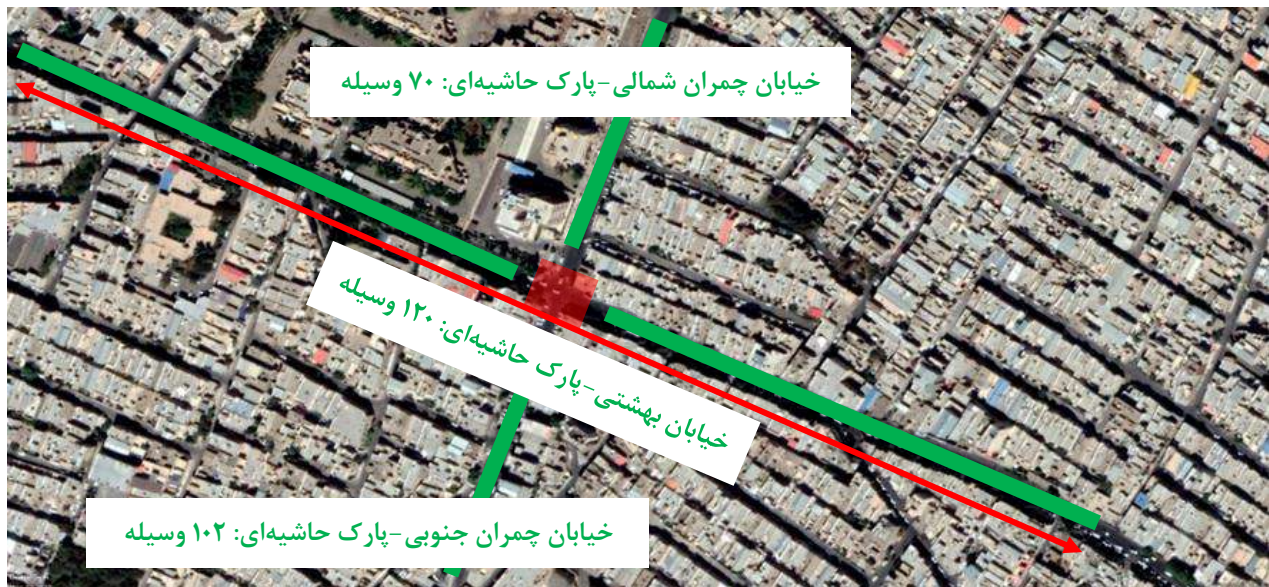 خیابان چمران شمالی-پارک حاشیه‌ای: ۷۰ وسیله
خیابان بهشتی-پارک حاشیه‌ای: ۱۲۰ وسیله
خیابان چمران جنوبی-پارک حاشیه‌ای: ۱۰۲ وسیله